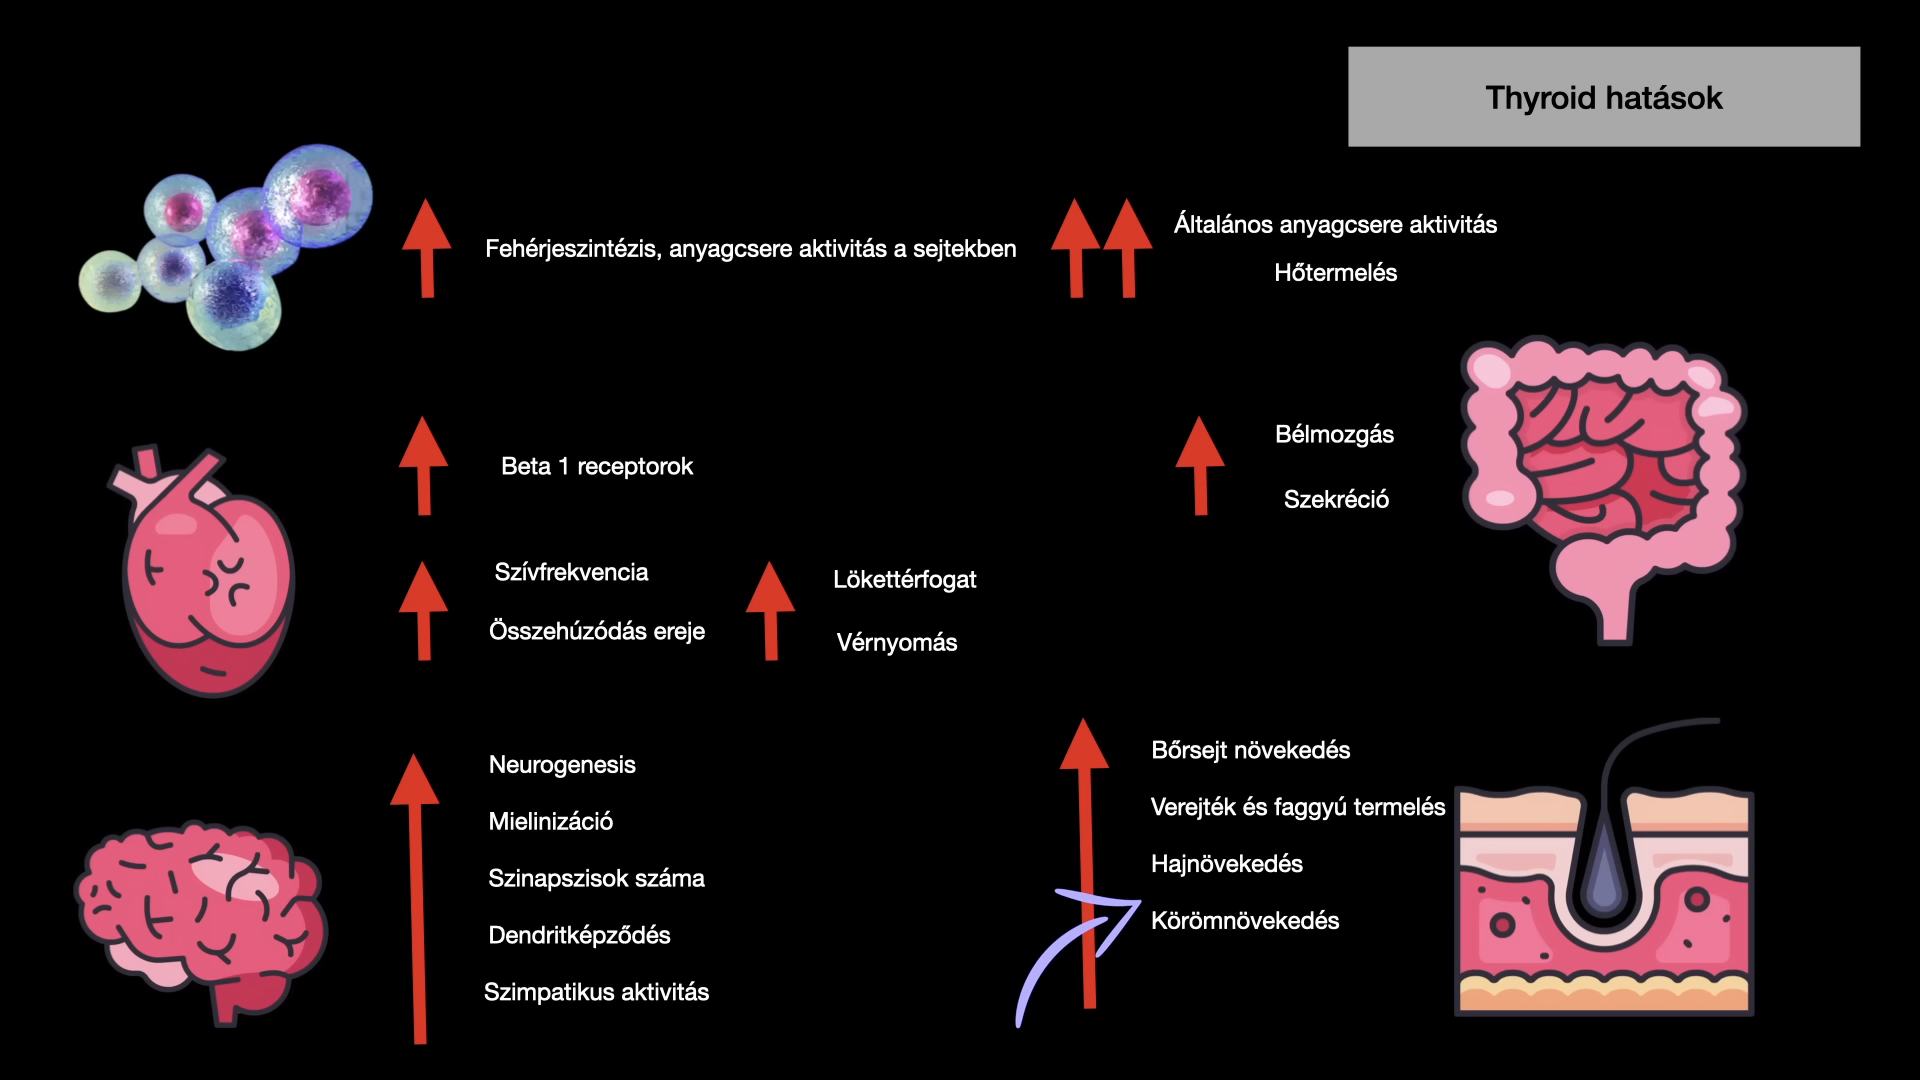 Thyroid hatások
Fehérjeszintézis, anyagcsere aktivitás a sejtekben
Általános anyagcsere aktivitás
Hőtermelés
Beta 1 receptorok
Szívfrekvencia
Összehúzódás ereje
Lökettérfogat
Vérnyomás
Bélmozgás
Szekréció
Neurogenesis
Mielinizáció
Szinapszisok száma
Dendritképződés
Szimpatikus aktivitás
Bőrsejt növekedés
Verejték és faggyú termelés
Hajnövekedés
Körömnövekedés